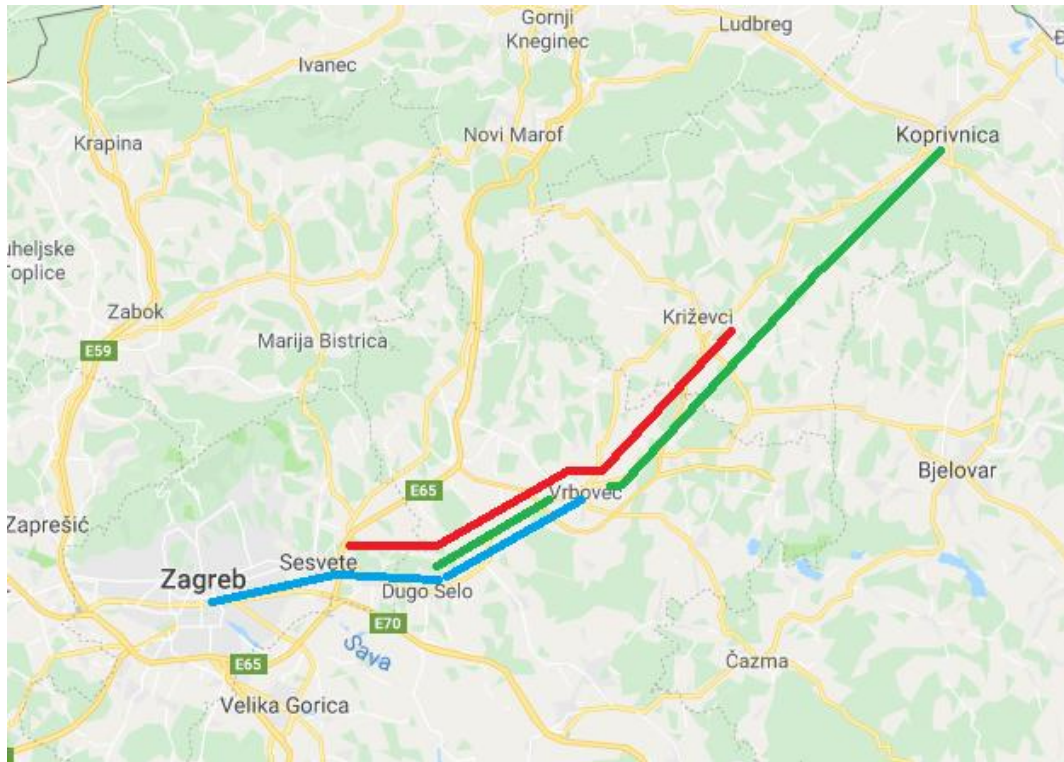 Gornji
Kneginec
Ludbreg
Ivanec
Krapina
Novi Marof
Koprivnica
uheljske
Toplice
Zabok
Križevci
Marija Bistrica
E59
E65
Vrbovec
Bjelovar
Zaprešić
Sesvete
Zagreb
Dugo Selo
E70
Sava
E65
Čazma
Velika Gorica